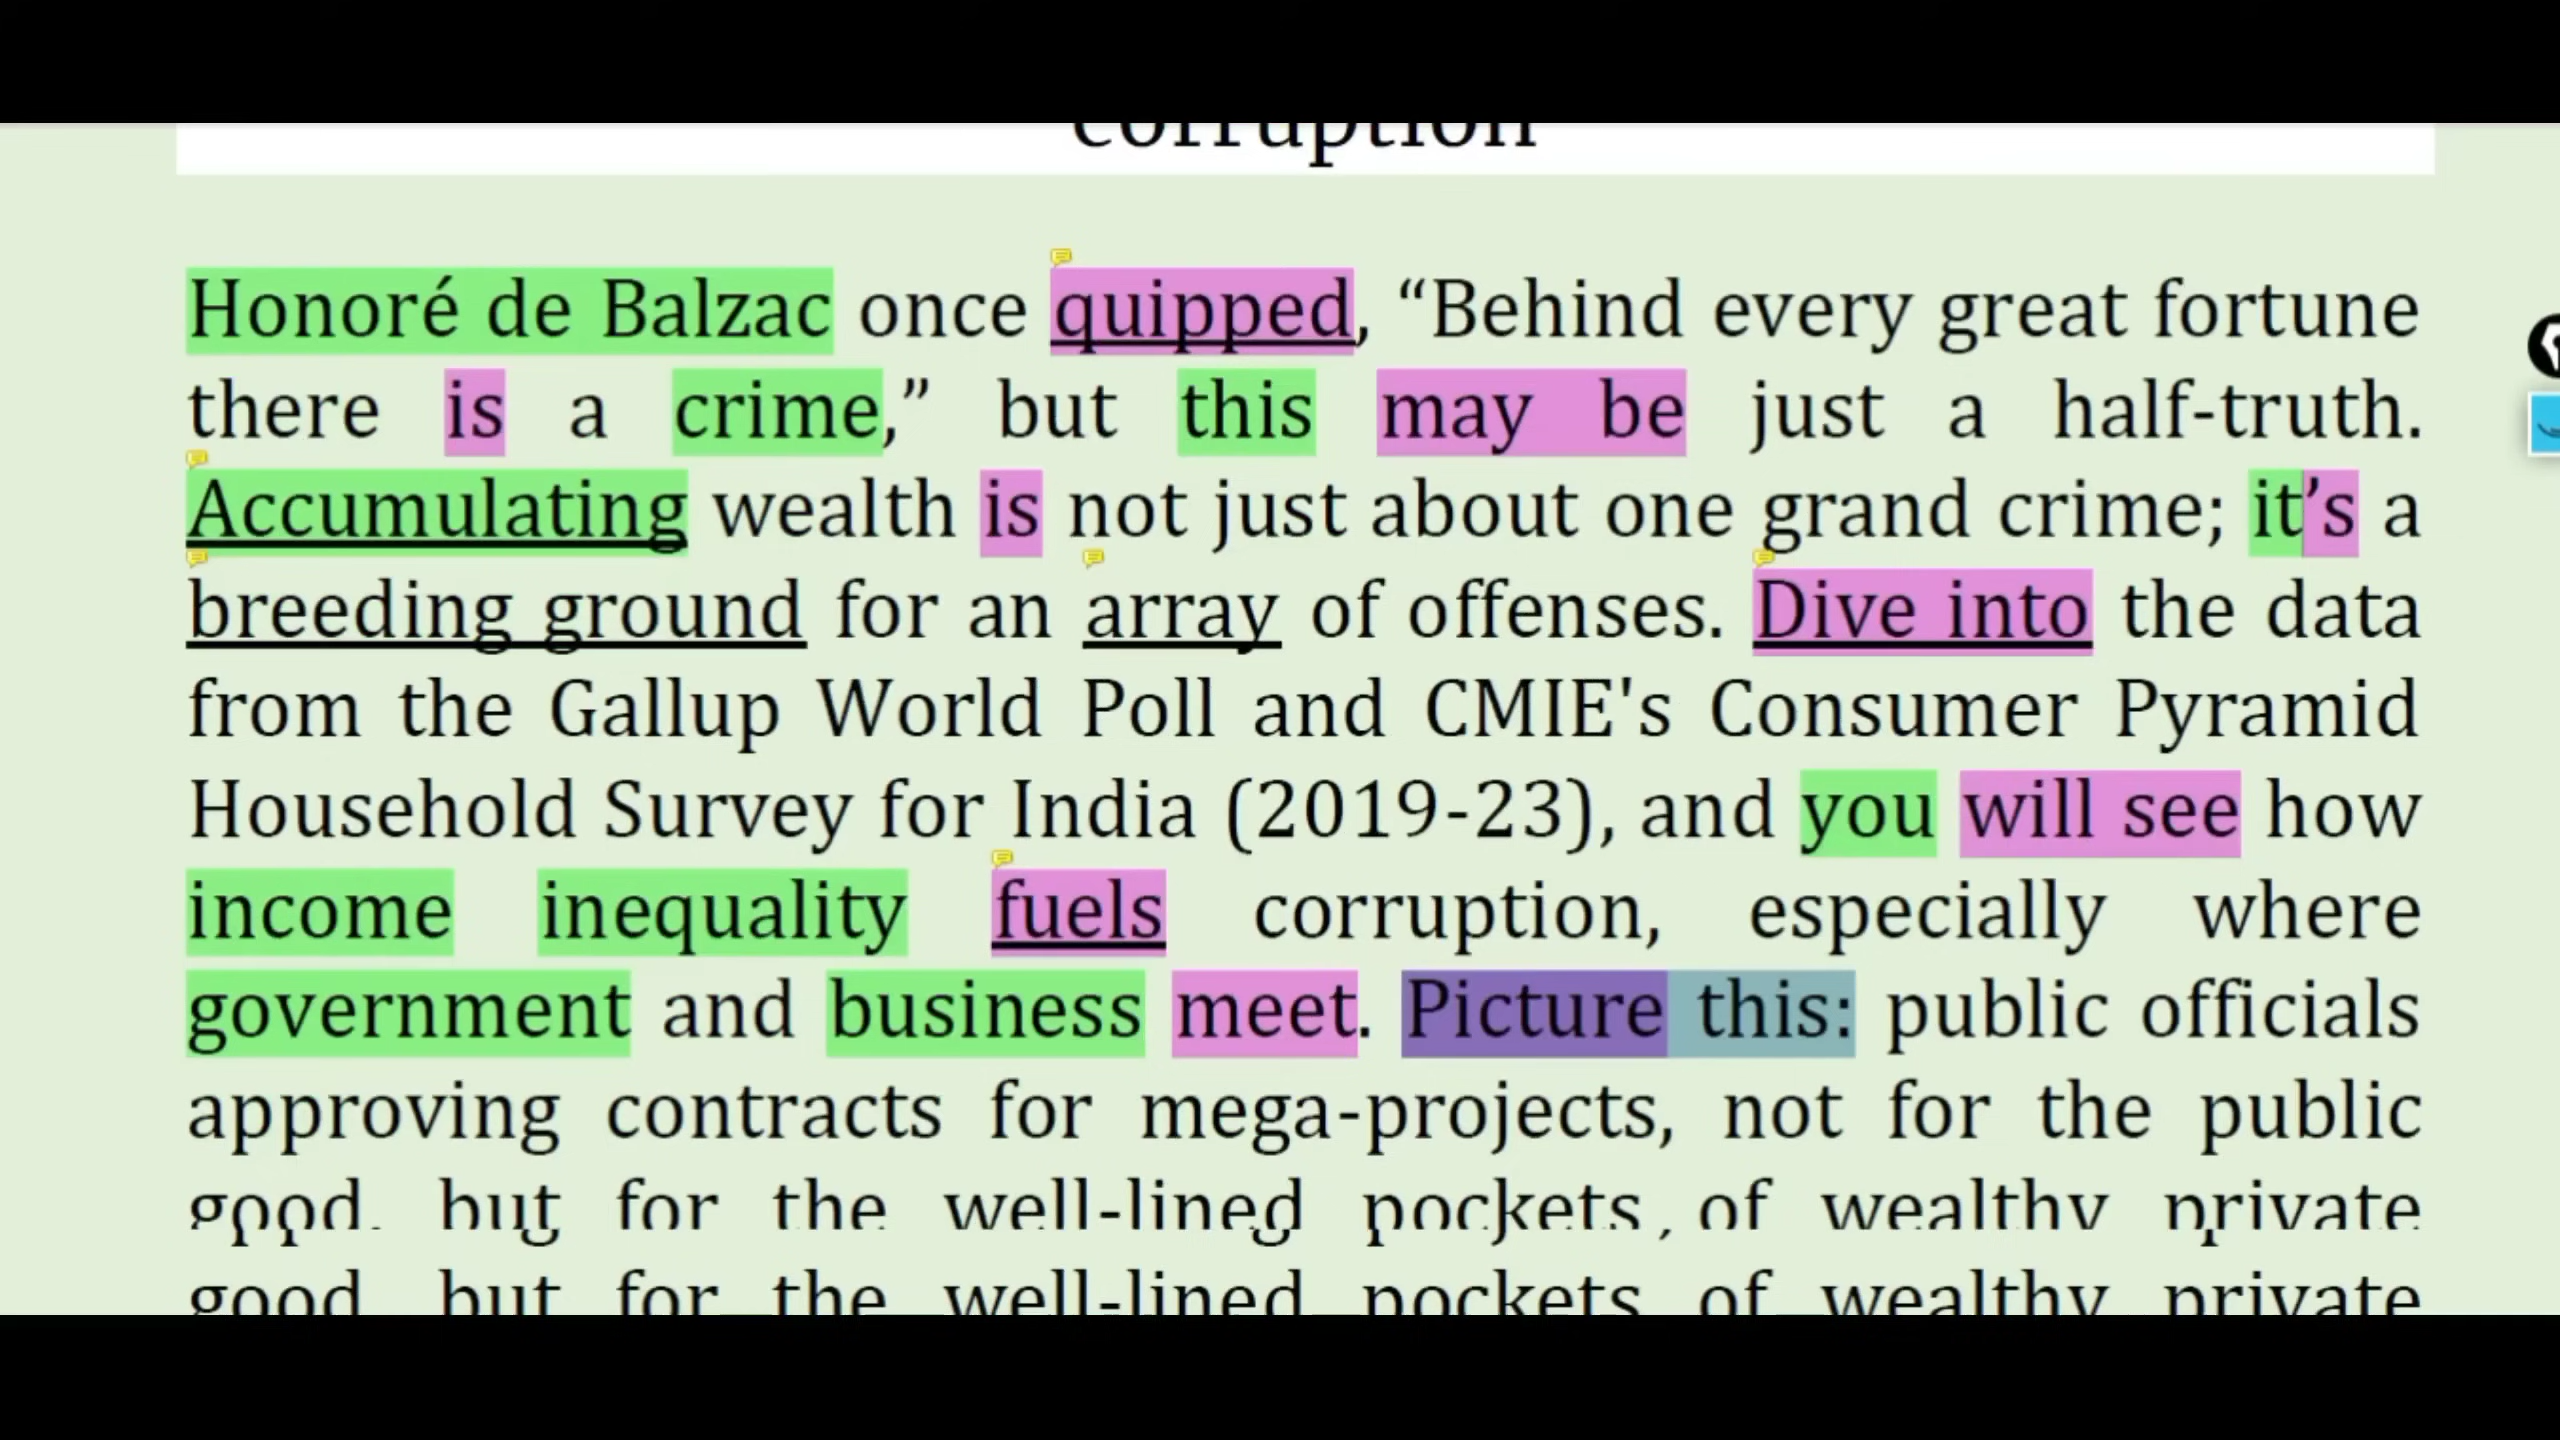 corruption
Honoré de Balzac once quipped, “Behind every great fortune
there is a crime,” but this may be just a half-truth.
Accumulating wealth is not just about one grand crime; it’s a
breeding ground for an array of offenses. Dive into the data
from the Gallup World Poll and CMIE's Consumer Pyramid
Household Survey for India (2019-23), and you will see how
income inequality fuels corruption, especially where
government and business meet. Picture this: public officials
approving contracts for mega-projects, not for the public
good, but for the well-lined pockets of wealthy private
good, but for the well-lined pockets of wealthy private